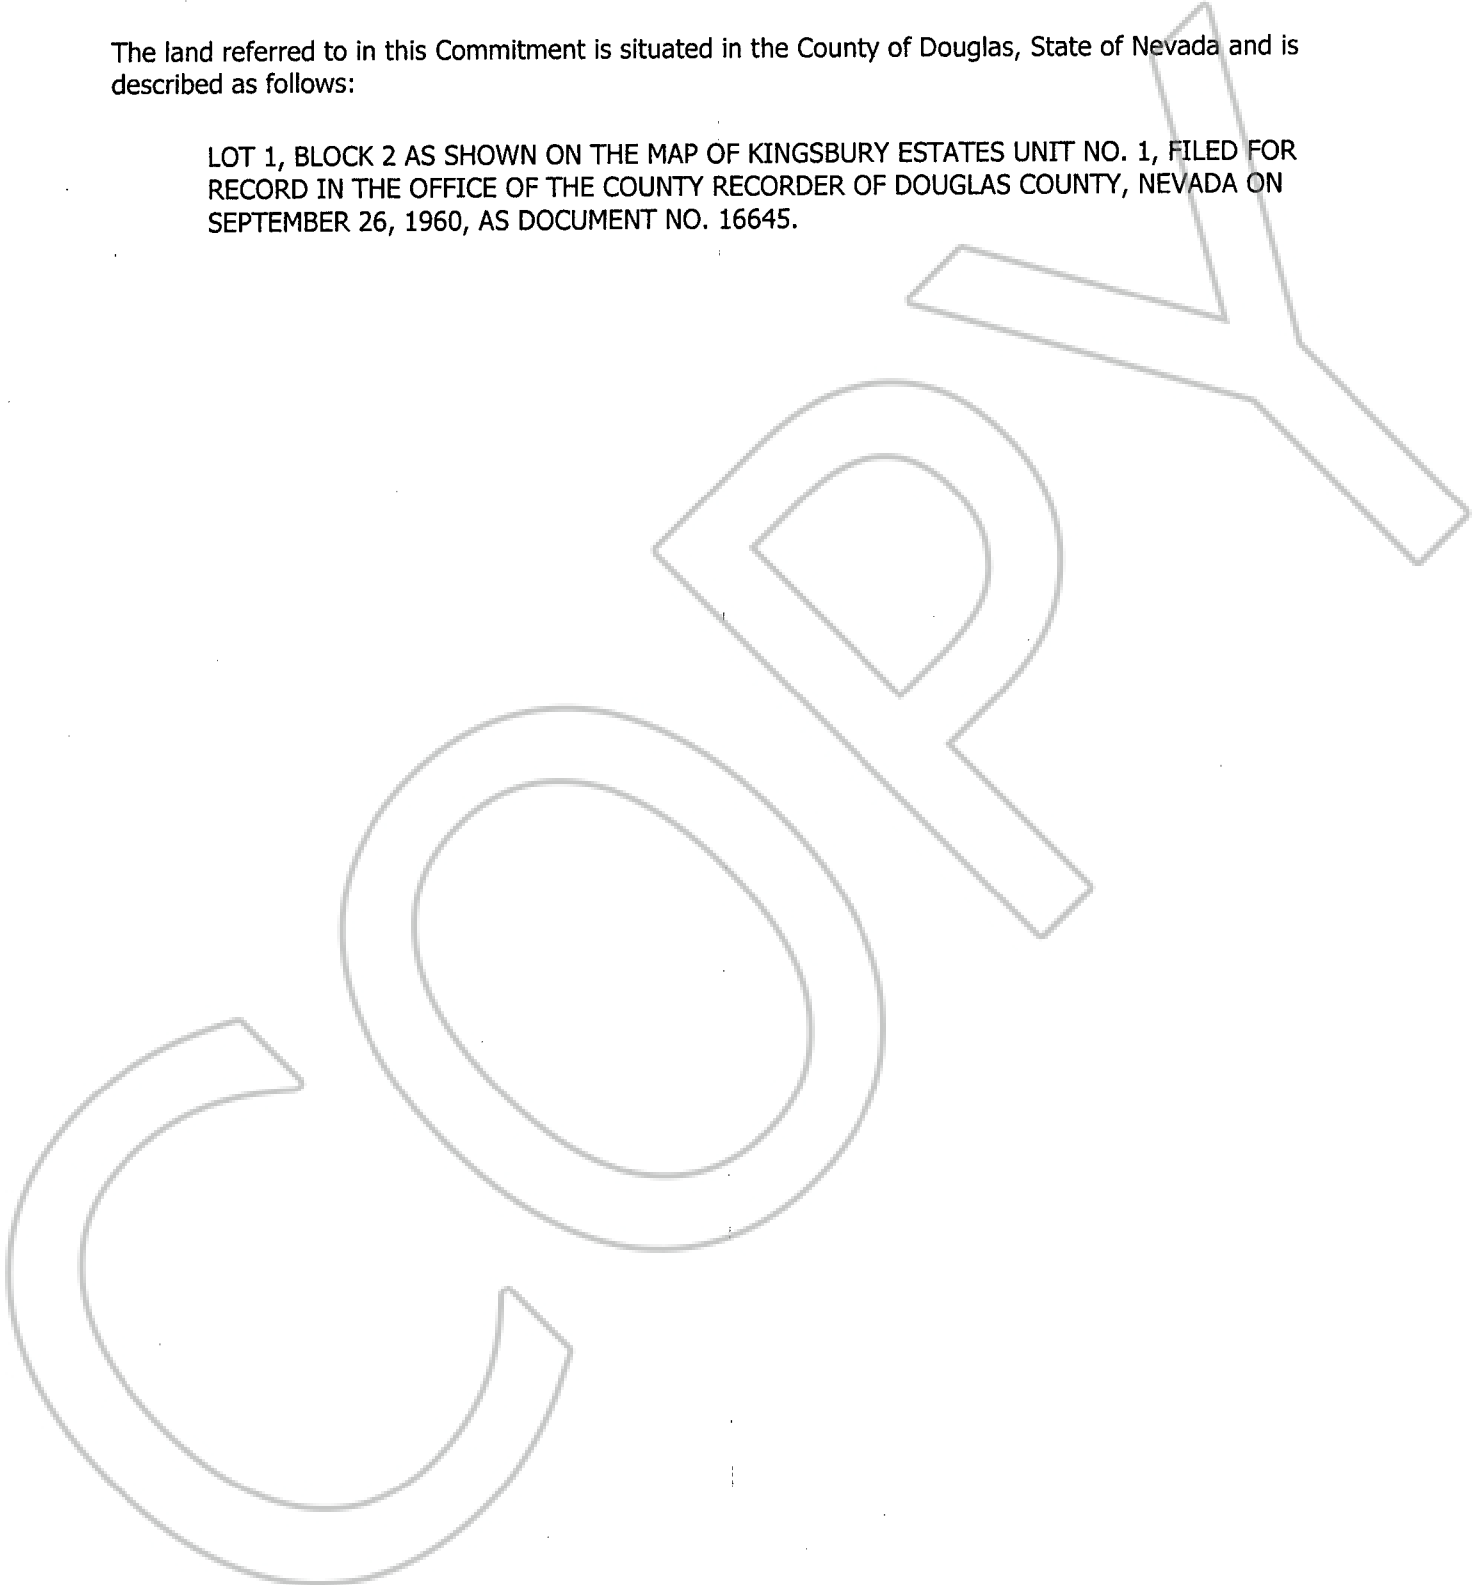 The land referred to in this Commitment is situated in the County of Douglas, State of Nevada and is
described as follows:
LOT 1, BLOCK 2 AS SHOWN ON THE MAP OF KINGSBURY ESTATES UNIT NO. 1, FILED FOR
RECORD IN THE OFFICE OF THE COUNTY RECORDER OF DOUGLAS COUNTY, NEVADA ON
SEPTEMBER 26, 1960, AS DOCUMENT NO. 16645.
COPY